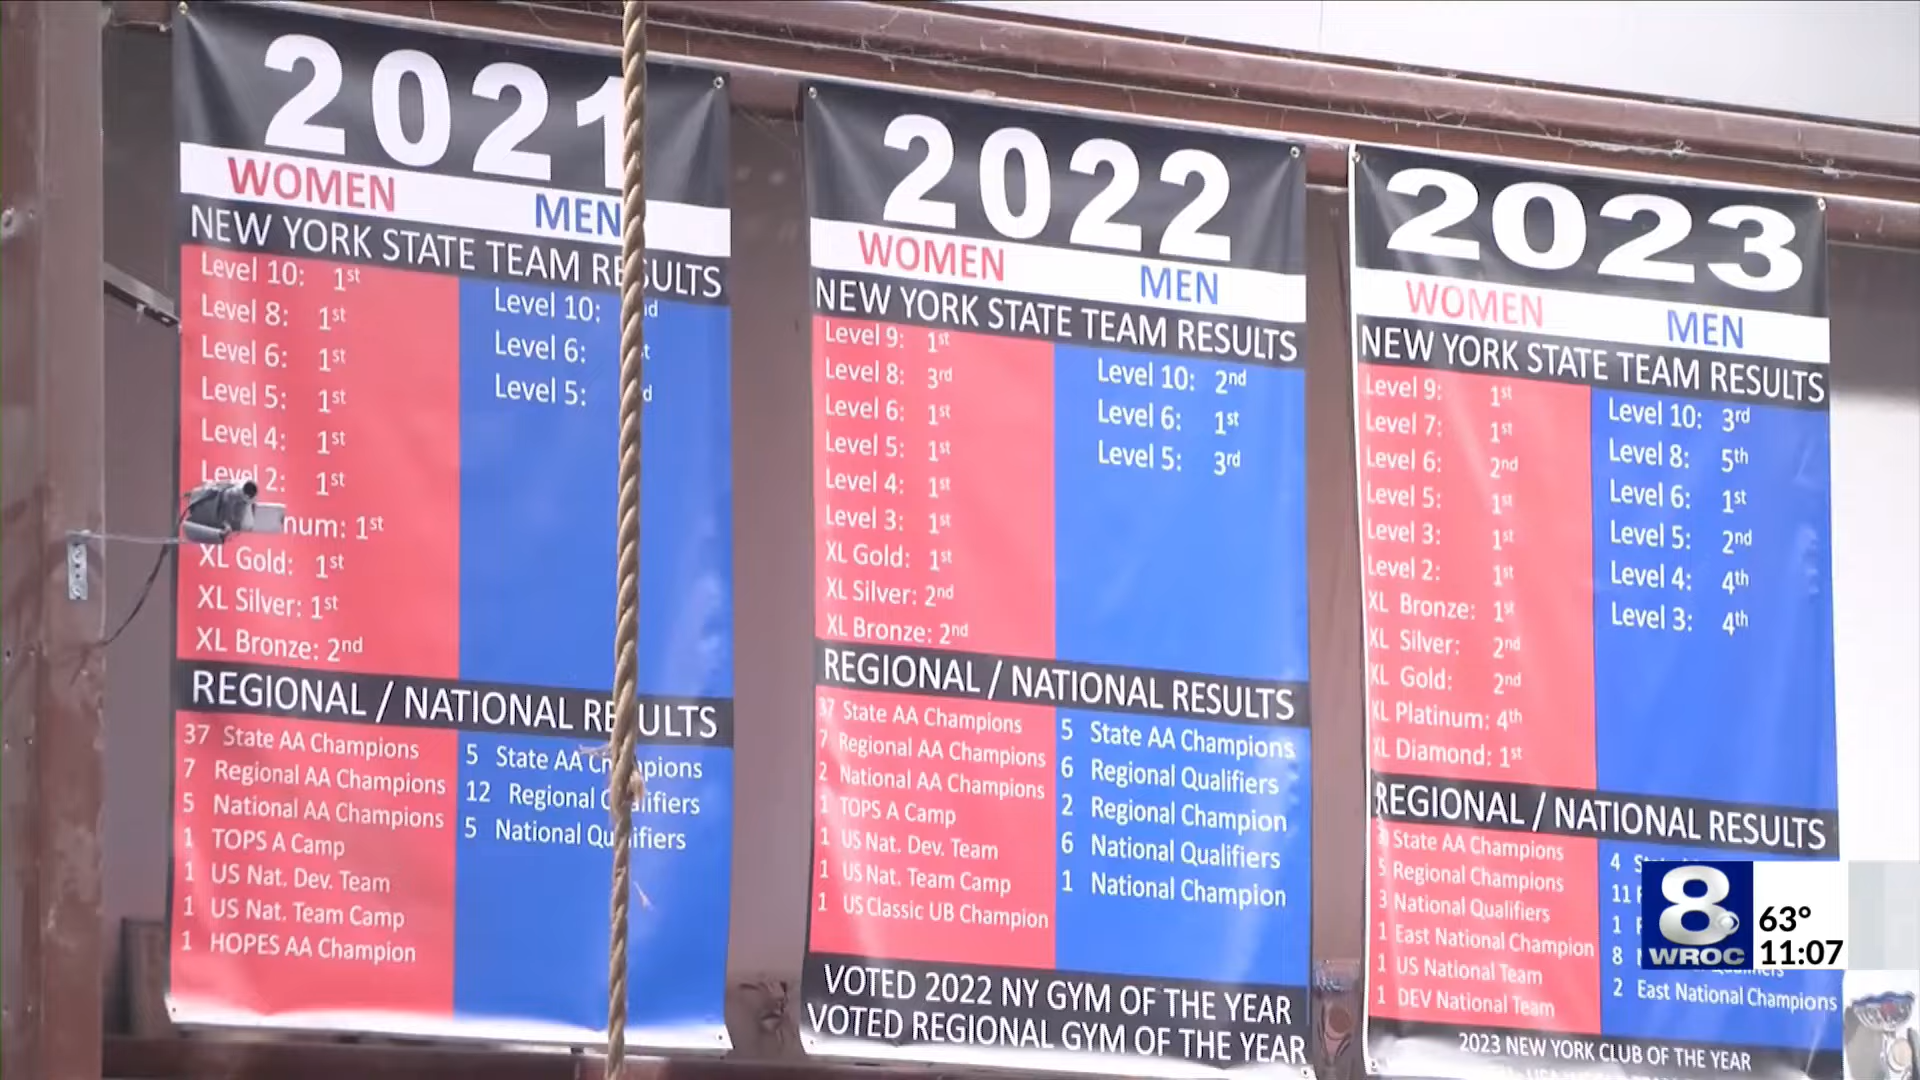 2021
WOMEN MEN
NEW YORK STATE TEAM RESULTS
Level 10: 1st
Level 8: 1st
Level 6: 1st
Level 5: 1st
Level 4: 1st
Level 2: 1st
num: 1st
XL Gold: 1st
XL Silver: 1st
XL Bronze: 2nd
Level 10:
Level 6:
Level 5:
REGIONAL / NATIONAL RESULTS
37 State AA Champions
7 Regional AA Champions
5 National AA Champions
1 TOPS A Camp
1 US Nat. Dev. Team
1 US Nat. Team Camp
1 HOPES AA Champion
5 State AA Champions
12 Regional Qualifiers
5 National Qualifiers
2022
WOMEN MEN
NEW YORK STATE TEAM RESULTS
Level 9: 1st
Level 8: 3rd
Level 6: 1st
Level 5: 1st
Level 4: 1st
Level 3: 1st
XL Gold: 1st
XL Silver: 2nd
XL Bronze: 2nd
Level 10: 2nd
Level 6: 1st
Level 5: 3rd
REGIONAL / NATIONAL RESULTS
37 State AA Champions
7 Regional AA Champions
2 National AA Champions
1 TOPS A Camp
1 US Nat. Dev. Team
1 US Nat. Team Camp
1 US Classic UB Champion
5 State AA Champions
6 Regional Qualifiers
2 Regional Champion
6 National Qualifiers
1 National Champion
VOTED 2022 NY GYM OF THE YEAR
VOTED REGIONAL GYM OF THE YEAR
2023
WOMEN MEN
NEW YORK STATE TEAM RESULTS
Level 9: 1st
Level 7: 1st
Level 6: 2nd
Level 5: 1st
Level 3: 1st
Level 2: 1st
XL Bronze: 1st
XL Silver: 2nd
XL Gold: 2nd
XL Platinum: 4th
XL Diamond: 1st
Level 10: 3rd
Level 8: 5th
Level 6: 1st
Level 5: 2nd
Level 4: 4th
Level 3: 4th
REGIONAL / NATIONAL RESULTS
State AA Champions
5 Regional Champions
3 National Qualifiers
1 East National Champion
1 US National Team
1 DEV National Team
4
11
1
8
2 East National Champions
2023 NEW YORK CLUB OF THE YEAR
8
WROC
63°
11:07